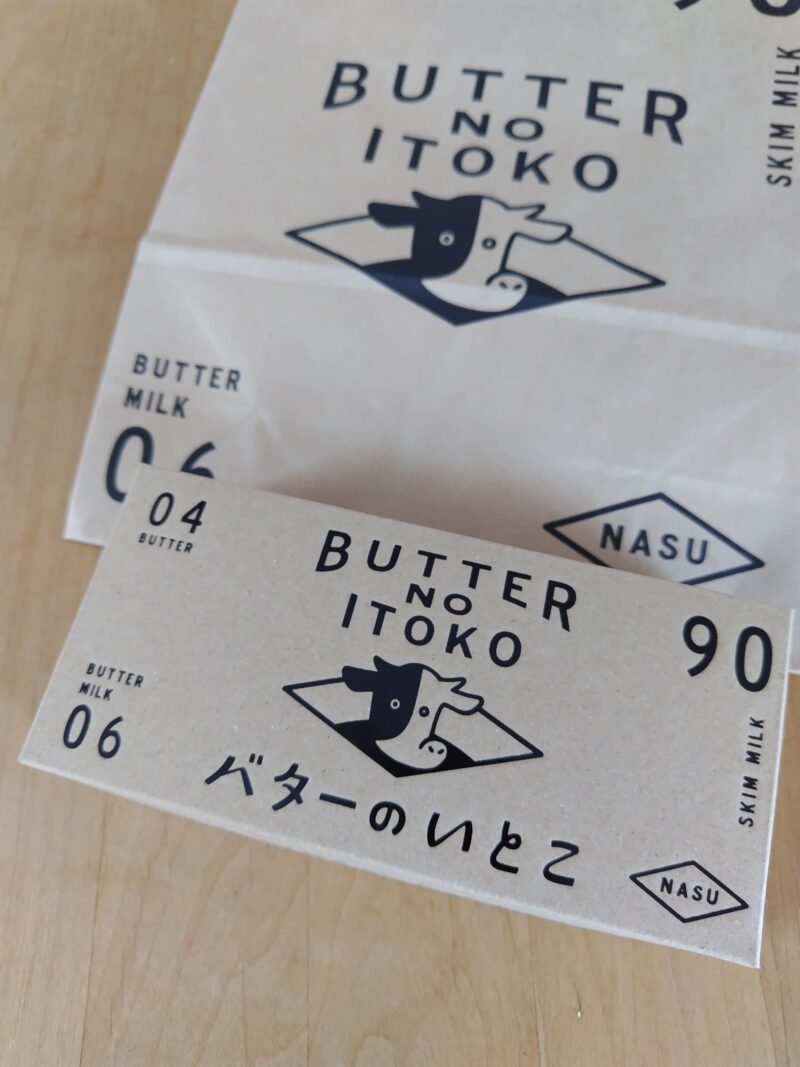 BUTTER
NO
ITOKO
SKIM MILK
BUTTER
MILK
06
NASU
04
BUTTER
BUTTER
NO
ITOKO
90
BUTTER
MILK
06
SKIM MILK
バターのいとこ
NASU